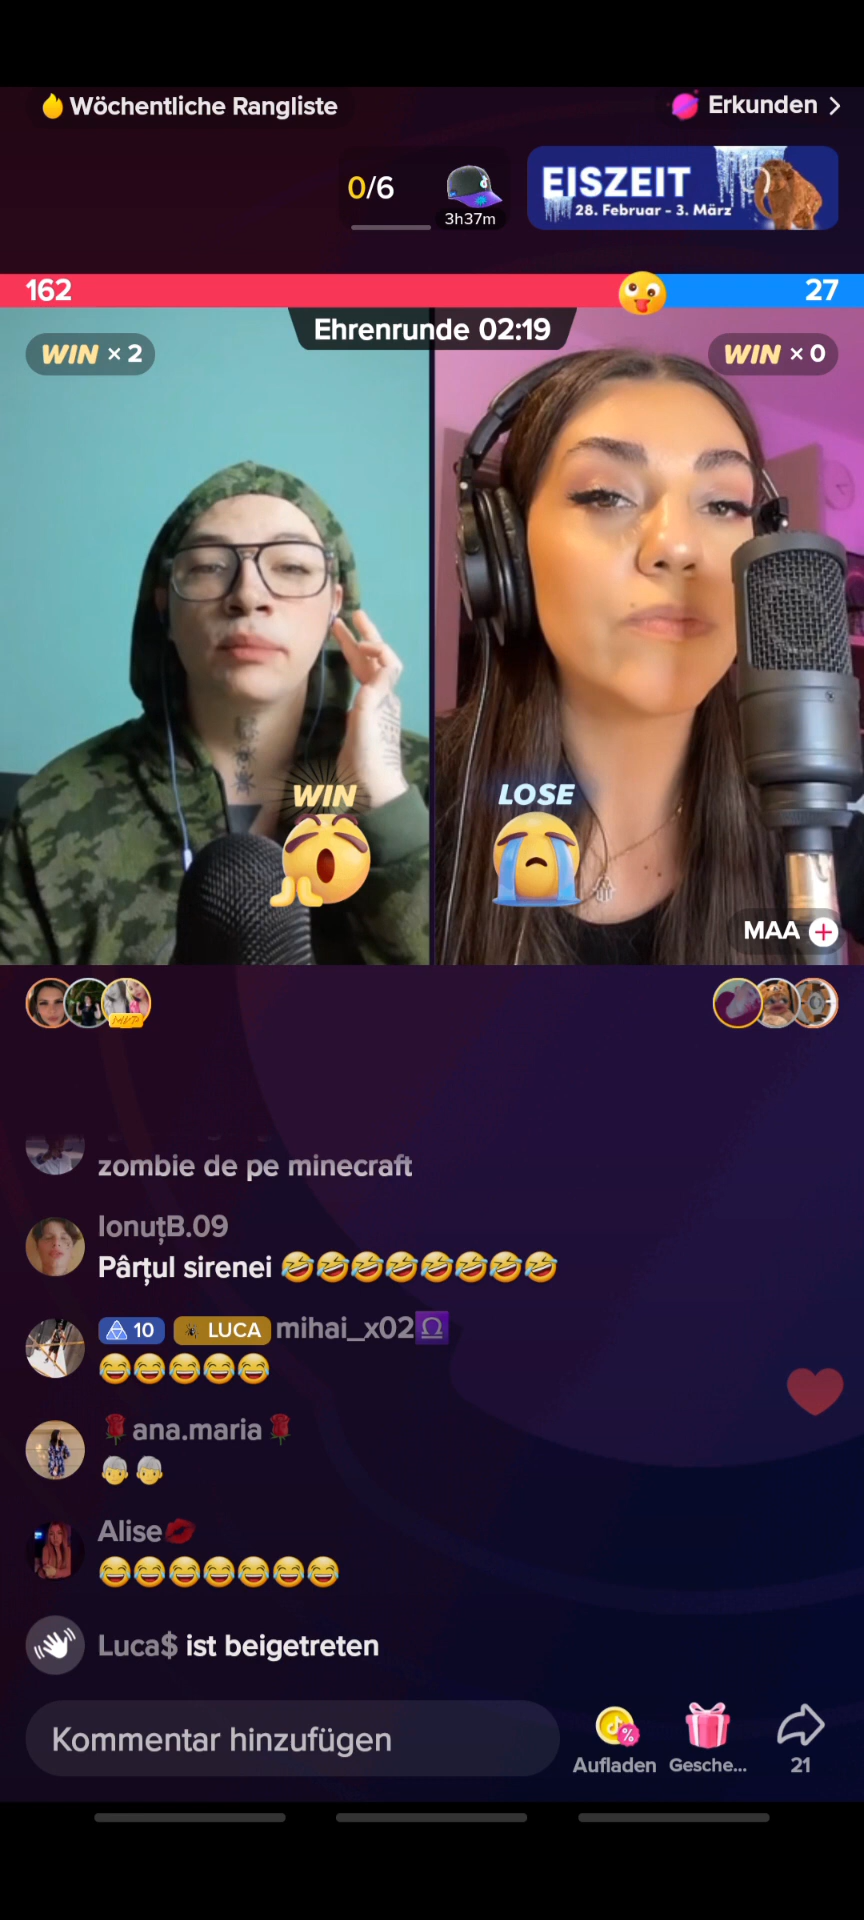 Wöchentliche Rangliste
Erkunden
0/6
3h37m
EISZEIT
28. Februar - 3. März
162
27
Ehrenrunde 02:19
WIN × 2
WIN × 0
WIN
LOSE
MAA
zombie de pe minecraft
IonuțB.09
Pârțul sirenei 🤣🤣🤣🤣🤣🤣🤣🤣
10 LUCA mihai_x02♎
😂😂😂😂😂
🌹ana.maria🌹
👴👴
Alise💋
😂😂😂😂😂😂😂
Luca$ ist beigetreten
Kommentar hinzufügen
Aufladen
Gesche...
21